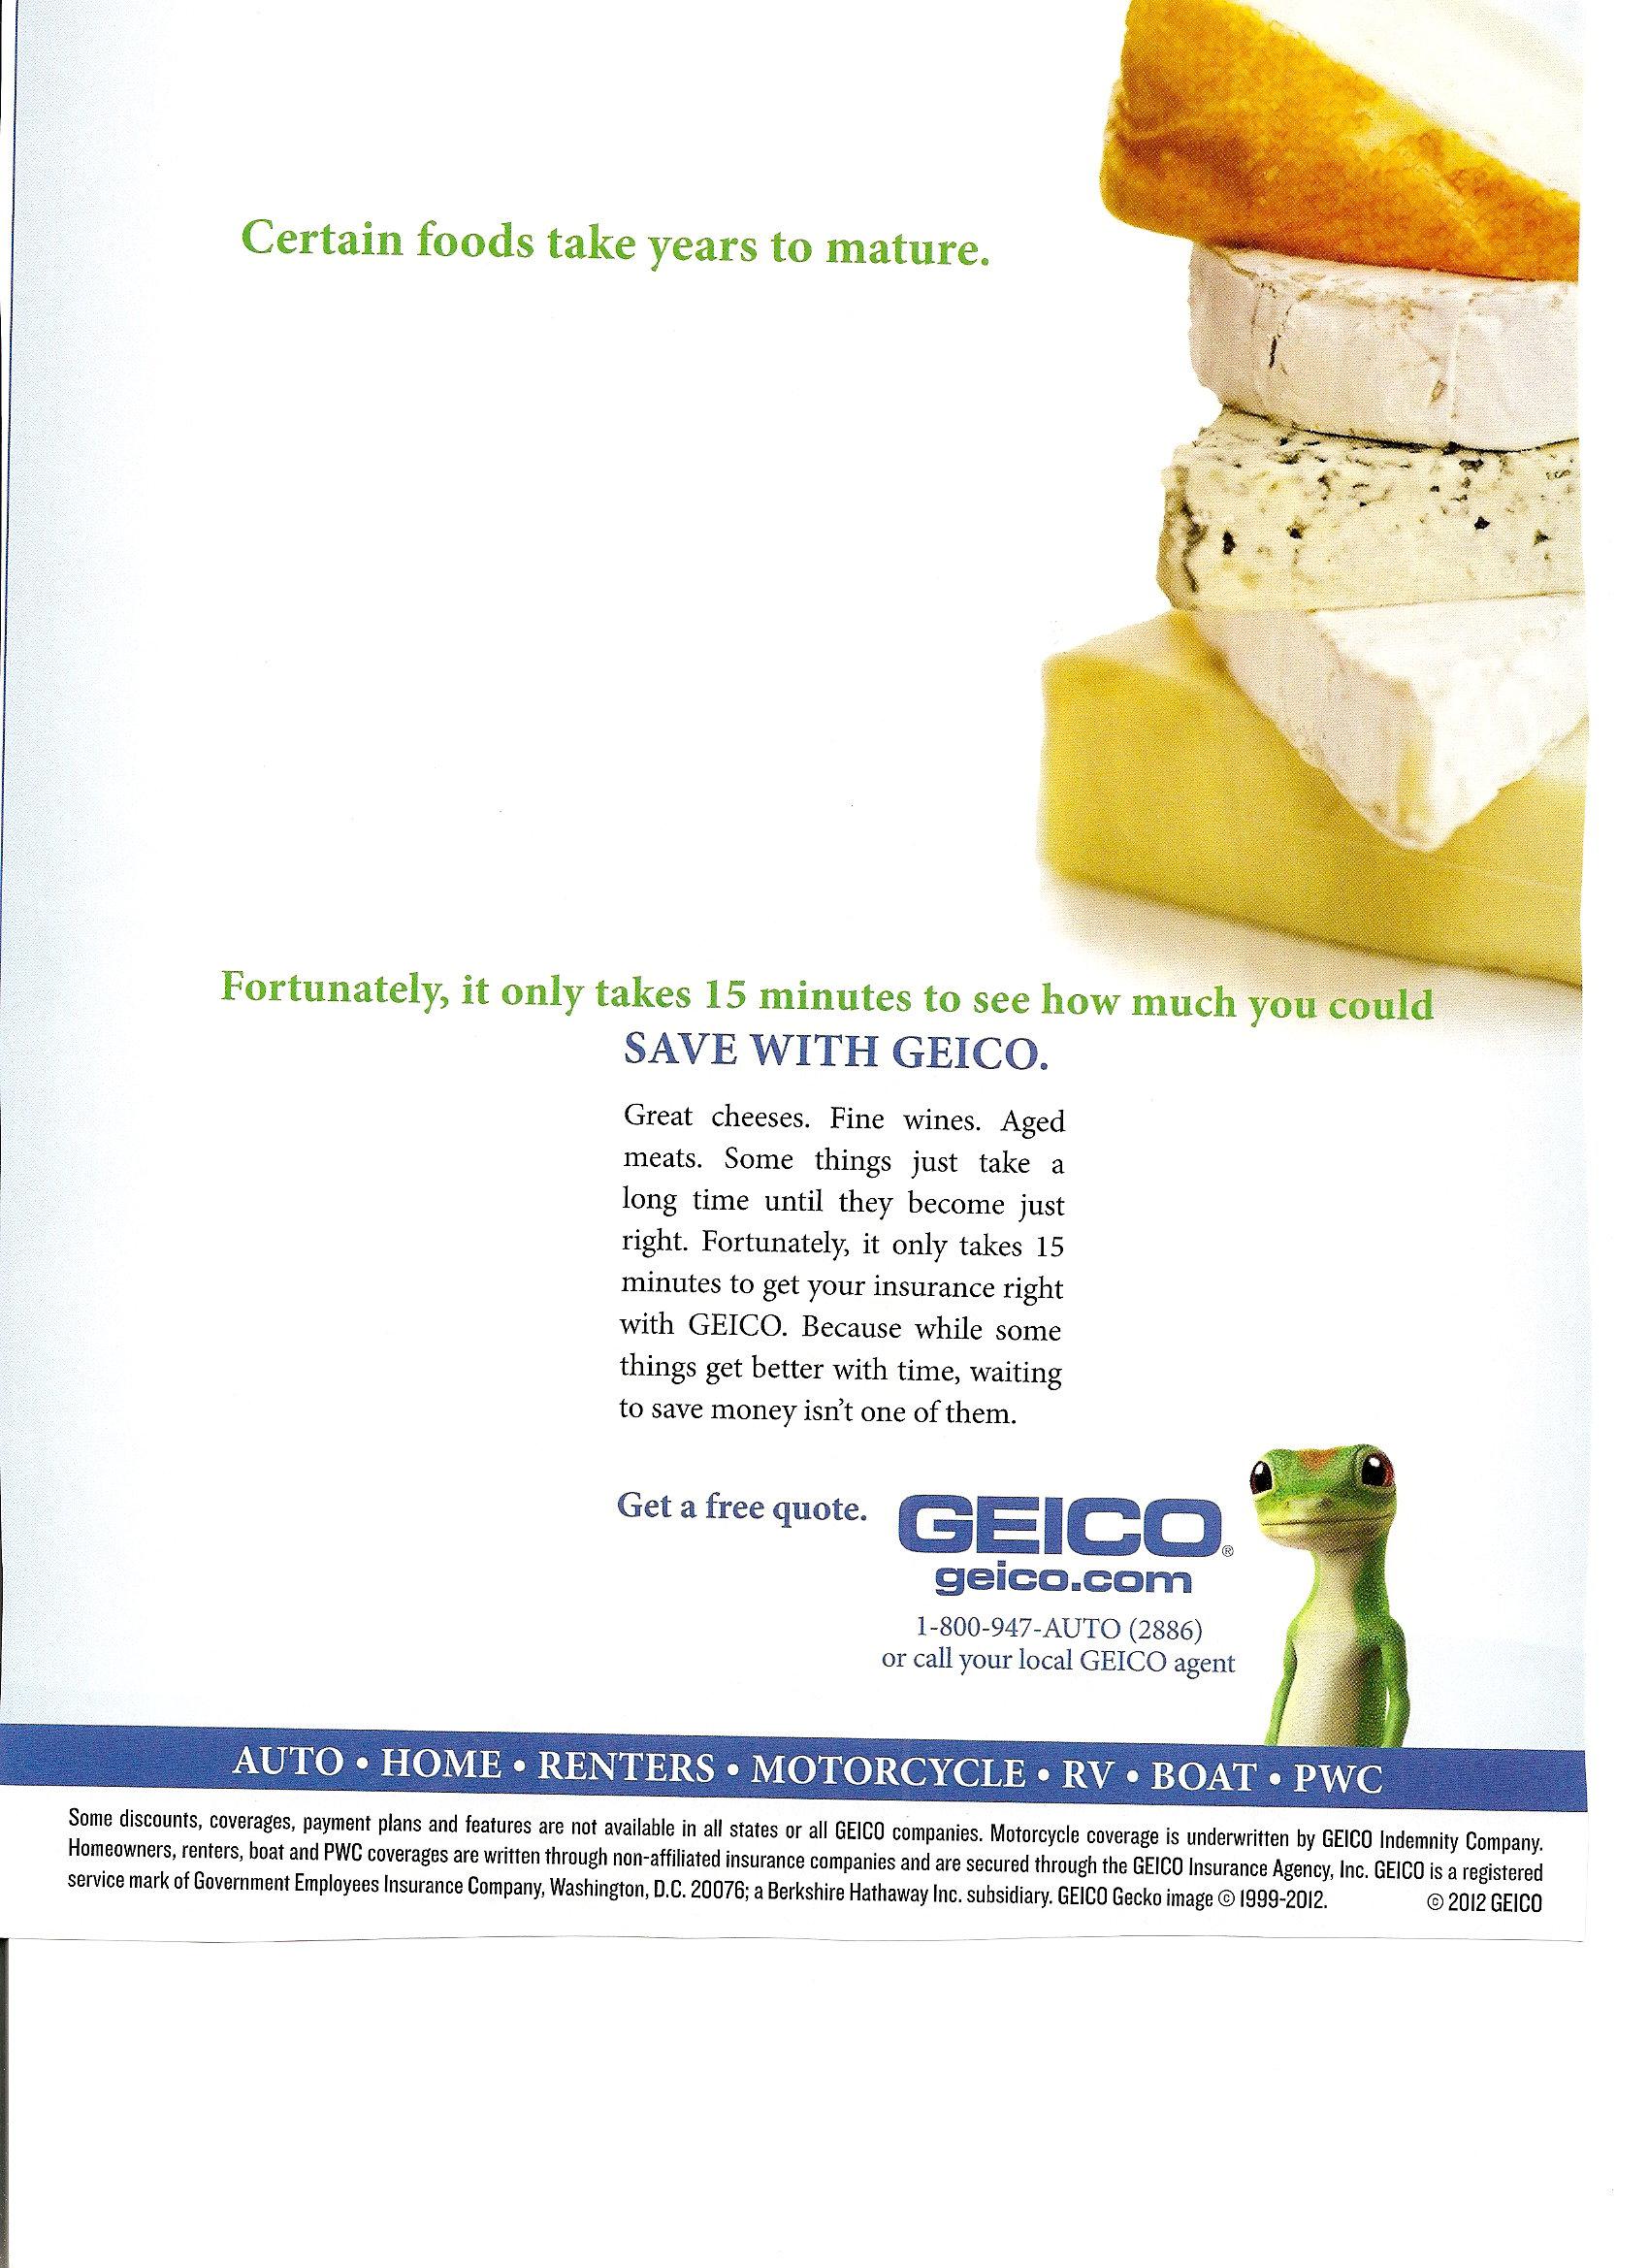 Certain foods take years to mature.
Fortunately, it only takes 15 minutes to see how much you could
SAVE WITH GEICO.
Great cheeses. Fine wines. Aged
meats. Some things just take a
long time until they become just
right. Fortunately, it only takes 15
minutes to get your insurance right
with GEICO. Because while some
things get better with time, waiting
to save money isn't one of them.
Get a free quote.
GEICO®
geico.com
1-800-947-AUTO (2886)
or call your local GEICO agent
AUTO • HOME • RENTERS • MOTORCYCLE • RV • BOAT • PWC
Some discounts, coverages, payment plans and features are not available in all states or all GEICO companies. Motorcycle coverage is underwritten by GEICO Indemnity Company.
Homeowners, renters, boat and PWC coverages are written through non-affiliated insurance companies and are secured through the GEICO Insurance Agency, Inc. GEICO is a registered
service mark of Government Employees Insurance Company, Washington, D.C. 20076; a Berkshire Hathaway Inc. subsidiary. GEICO Gecko image © 1999-2012. © 2012 GEICO